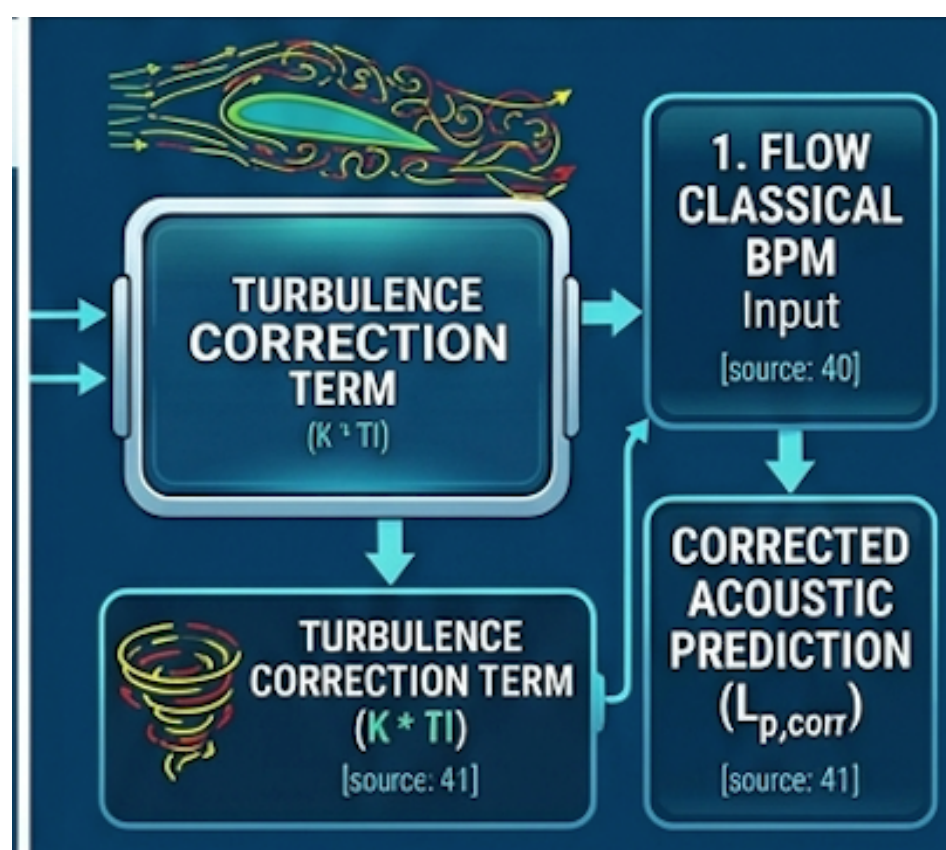 TURBULENCE
CORRECTION
TERM
1. FLOW
CLASSICAL
BPM
Input
[source: 40]
TURBULENCE
CORRECTION TERM
(K * TI)
[source: 41]
CORRECTED
ACOUSTIC
PREDICTION
(Lp,corr)
[source: 41]